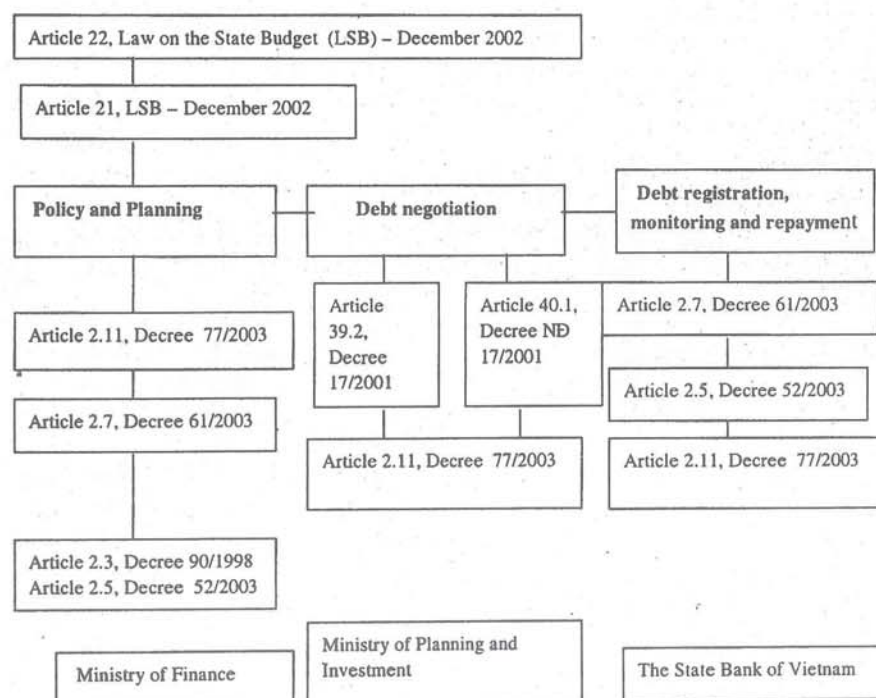 Article 22, Law on the State Budget (LSB) – December 2002
Article 21, LSB – December 2002
Policy and Planning
Debt negotiation
Debt registration,
monitoring and repayment
Article 2.11, Decree 77/2003
Article 2.7, Decree 61/2003
Article 2.3, Decree 90/1998
Article 2.5, Decree 52/2003
Article
39.2,
Decree
17/2001
Article 40.1,
Decree NĐ
17/2001
Article 2.11, Decree 77/2003
Article 2.7, Decree 61/2003
Article 2.5, Decree 52/2003
Article 2.11, Decree 77/2003
Ministry of Finance
Ministry of Planning and
Investment
The State Bank of Vietnam